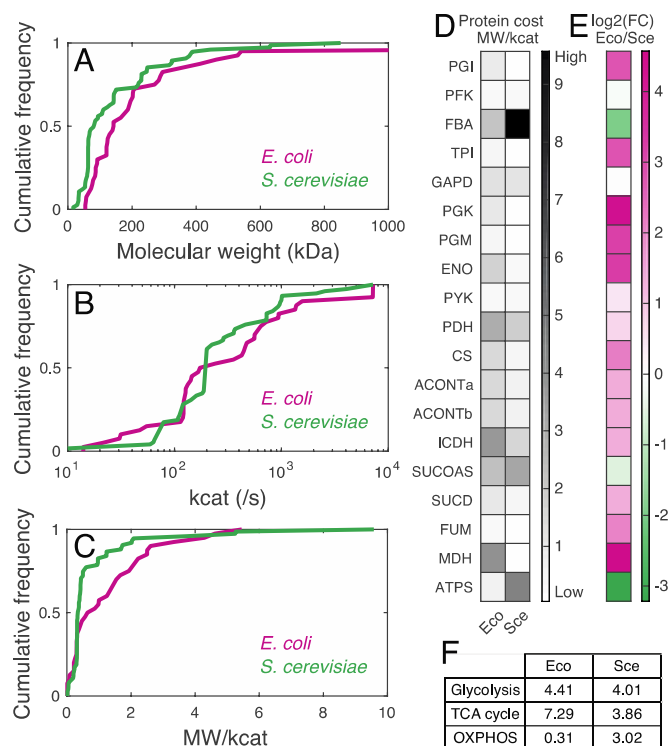 A
Cumulative frequency
1
0.5
0
E. coli
S. cerevisiae
0 200 400 600 800 1000
Molecular weight (kDa)
B
Cumulative frequency
1
0.5
0
E. coli
S. cerevisiae
10^1 10^2 10^3 10^4
kcat (/s)
C
Cumulative frequency
1
0.5
0
E. coli
S. cerevisiae
0 2 4 6 8 10
MW/kcat
D
Protein cost
MW/kcat
PGI
PFK
FBA
TPI
GAPD
PGK
PGM
ENO
PYK
PDH
CS
ACONTa
ACONTb
ICDH
SUCOAS
SUCD
FUM
MDH
ATPS
Eco Sce
High
9
8
7
6
5
4
3
2
1
Low
E
log2(FC)
Eco/Sce
4
3
2
1
0
-1
-2
-3
F
Eco Sce
Glycolysis 4.41 4.01
TCA cycle 7.29 3.86
OXPHOS 0.31 3.02